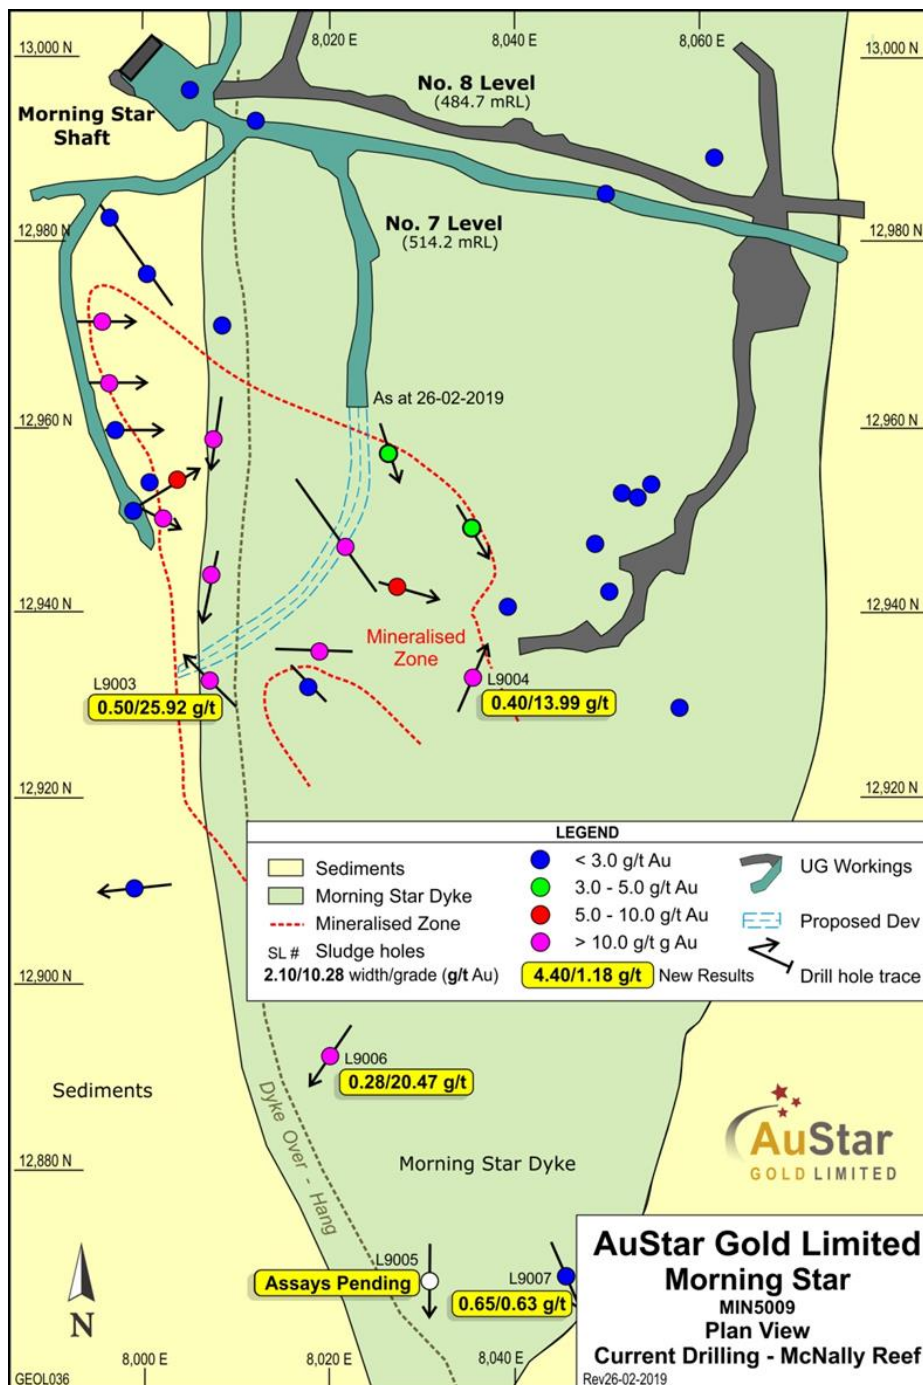 8,020 E
8,040 E
8,060 E
13,000 N
13,000 N
No. 8 Level
(484.7 mRL)
Morning Star
Shaft
No. 7 Level
(514.2 mRL)
12,980 N
12,980 N
As at 26-02-2019
12,960 N
12,960 N
12,940 N
12,940 N
Mineralised
Zone
L9003
0.50/25.92 g/t
L9004
0.40/13.99 g/t
12,920 N
12,920 N
LEGEND
Sediments
Morning Star Dyke
Mineralised Zone
SL # Sludge holes
2.10/10.28 width/grade (g/t Au)
< 3.0 g/t Au
3.0 - 5.0 g/t Au
5.0 - 10.0 g/t Au
> 10.0 g/t g Au
4.40/1.18 g/t New Results
UG Workings
Proposed Dev
Drill hole trace
12,900 N
L9006
0.28/20.47 g/t
Sediments
Dyke Over - Hang
AuStar
GOLD LIMITED
Morning Star Dyke
12,880 N
L9005
Assays Pending
L9007
0.65/0.63 g/t
N
AuStar Gold Limited
Morning Star
MIN5009
Plan View
Current Drilling - McNally Reef
8,000 E
8,020 E
8,040 E
GEOL036
Rev26-02-2019